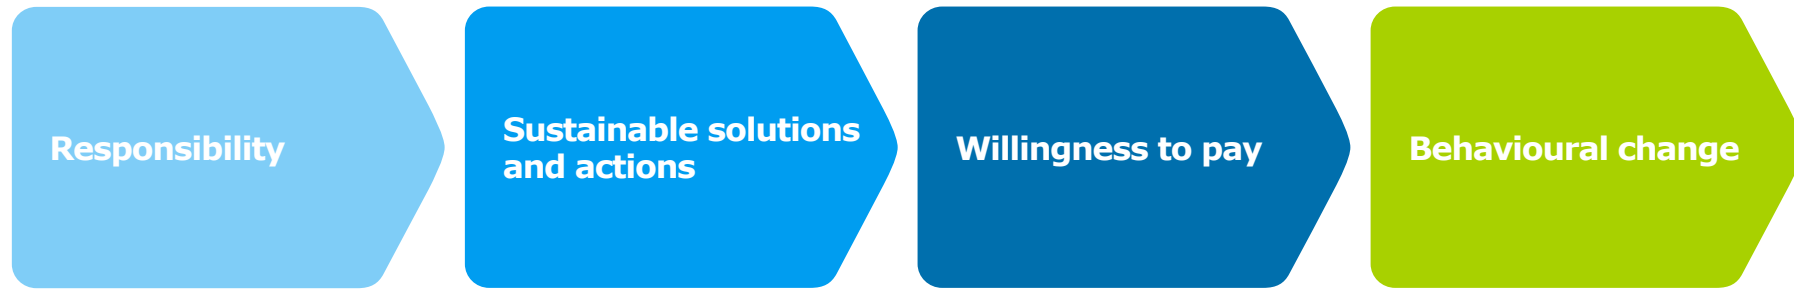 Responsibility
Sustainable solutions
and actions
Willingness to pay
Behavioural change